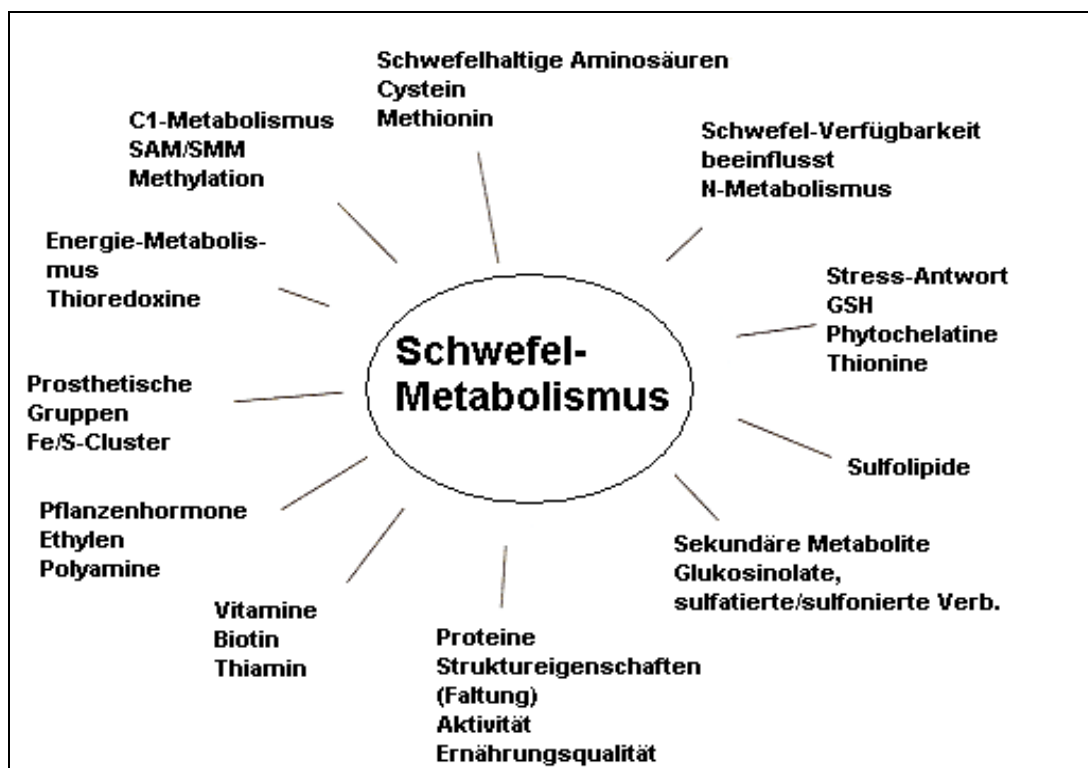 Schwefelhaltige Aminosäuren
Cystein
Methionin
C1-Metabolismus
SAM/SMM
Methylation
Schwefel-Verfügbarkeit
beeinflusst
N-Metabolismus
Energie-Metabolis-
mus
Thioredoxine
Stress-Antwort
GSH
Phytochelatine
Thionine
Schwefel-
Metabolismus
Prosthetische
Gruppen
Fe/S-Cluster
Sulfolipide
Pflanzenhormone
Ethylen
Polyamine
Sekundäre Metabolite
Glukosinolate,
sulfatierte/sulfonierte Verb.
Vitamine
Biotin
Thiamin
Proteine
Struktureigenschaften
(Faltung)
Aktivität
Ernährungsqualität